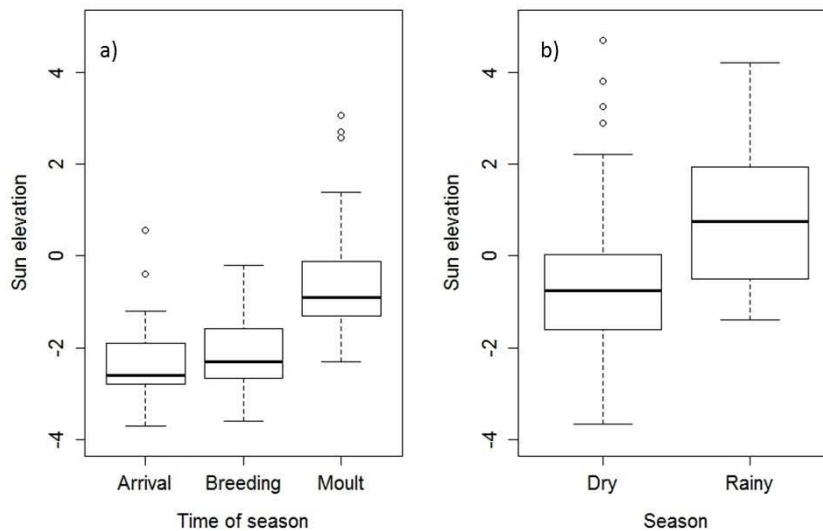 a)
Sun elevation
4
2
0
-2
-4
Arrival Breeding Moult
Time of season
b)
Sun elevation
4
2
0
-2
-4
Dry Rainy
Season